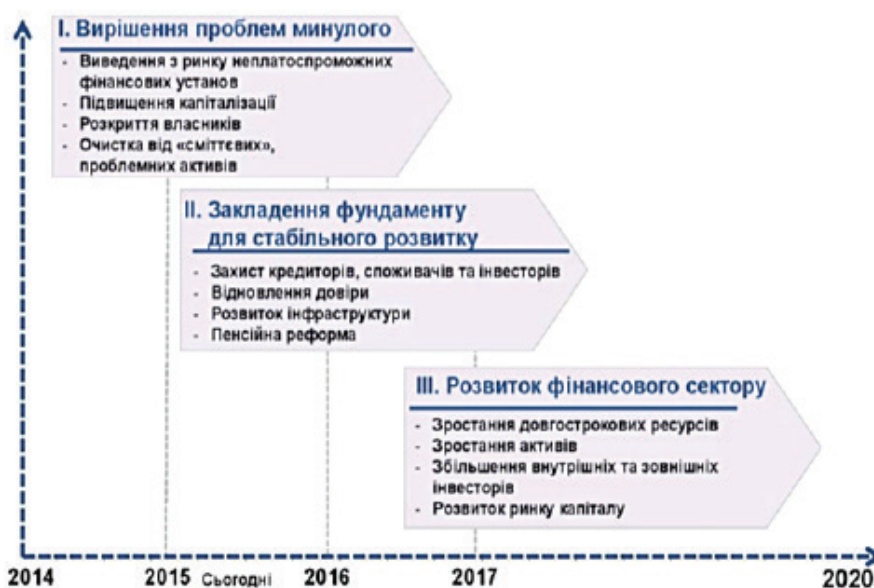 I. Вирішення проблем минулого
- Виведення з ринку неплатоспроможних
фінансових установ
- Підвищення капіталізації
- Розкриття власників
- Очистка від «сміттєвих»,
проблемних активів
II. Закладення фундаменту
для стабільного розвитку
- Захист кредиторів, споживачів та інвесторів
- Відновлення довіри
- Розвиток інфраструктури
- Пенсійна реформа
III. Розвиток фінансового сектору
- Зростання довгострокових ресурсів
- Зростання активів
- Збільшення внутрішніх та зовнішніх
інвесторів
- Розвиток ринку капіталу
2014 2015 Сьогодні 2016 2017 2020